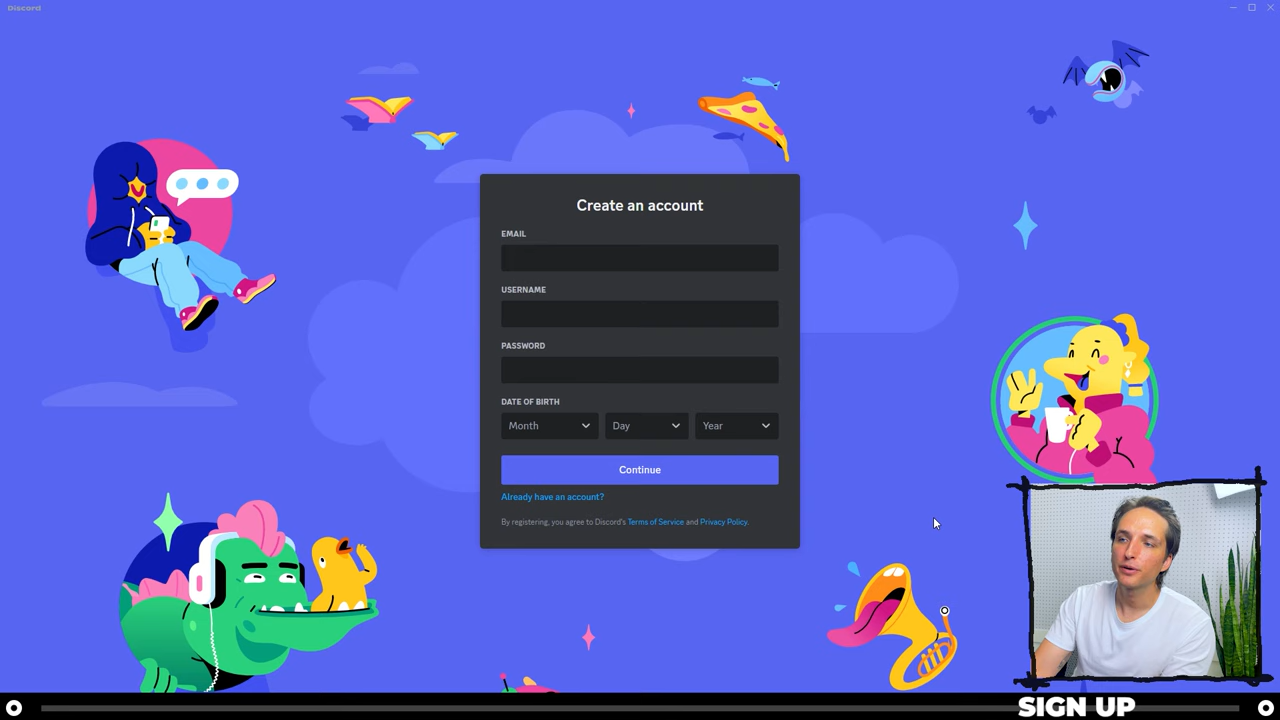 Discord
Create an account
EMAIL
USERNAME
PASSWORD
DATE OF BIRTH
Month Day Year
Continue
Already have an account?
By registering, you agree to Discord's Terms of Service and Privacy Policy.
SIGN UP